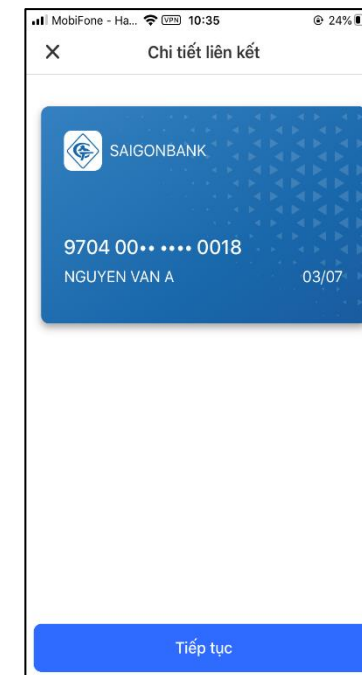 MobiFone - Ha... VPN 10:35 24%
Chi tiết liên kết
SAIGONBANK
9704 00•• •••• 0018
NGUYEN VAN A 03/07
Tiếp tục